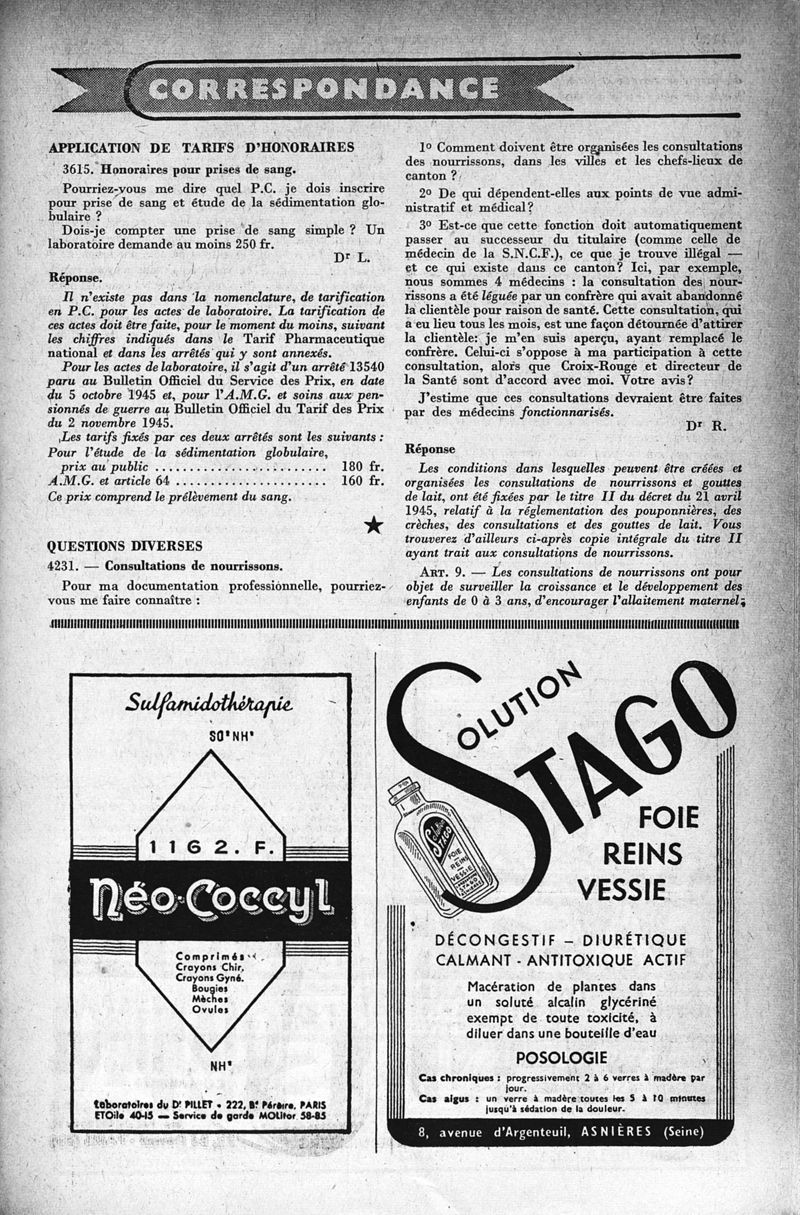 CORRESPONDANCE
APPLICATION DE TARIFS D'HONORAIRES
3615. Honoraires pour prises de sang.
Pourriez-vous me dire quel P.C. je dois inscrire
pour prise de sang et étude de la sédimentation glo-
bulaire ?
Dois-je compter une prise de sang simple ? Un
laboratoire demande au moins 250 fr.
Dr L.
Réponse.
Il n'existe pas dans la nomenclature, de tarification
en P.C. pour les actes de laboratoire. La tarification de
ces actes doit être faite, pour le moment du moins, suivant
les chiffres indiqués dans le Tarif Pharmaceutique
national et dans les arrêtés qui y sont annexés.
Pour les actes de laboratoire, il s'agit d'un arrêté 13540
paru au Bulletin Officiel du Service des Prix, en date
du 5 octobre 1945 et, pour l'A.M.G. et soins aux pen-
sionnés de guerre au Bulletin Officiel du Tarif des Prix
du 2 novembre 1945.
Les tarifs fixés par ces deux arrêtés sont les suivants :
Pour l'étude de la sédimentation globulaire,
prix au public ........................ 180 fr.
A.M.G. et article 64 ..................... 160 fr.
Ce prix comprend le prélèvement du sang.
★
QUESTIONS DIVERSES
4231. — Consultations de nourrissons.
Pour ma documentation professionnelle, pourriez-
vous me faire connaître :
1º Comment doivent être organisées les consultations
des nourrissons, dans les villes et les chefs-lieux de
canton ?
2º De qui dépendent-elles aux points de vue admi-
nistratif et médical?
3º Est-ce que cette fonction doit automatiquement
passer au successeur du titulaire (comme celle de
médecin de la S.N.C.F.), ce que je trouve illégal —
et ce qui existe dans ce canton? Ici, par exemple,
nous sommes 4 médecins : la consultation des nour-
rissons a été léguée par un confrère qui avait abandonné
la clientèle pour raison de santé. Cette consultation, qui
a eu lieu tous les mois, est une façon détournée d'attirer
la clientèle: je m'en suis aperçu, ayant remplacé le
confrère. Celui-ci s'oppose à ma participation à cette
consultation, alors que Croix-Rouge et directeur de
la Santé sont d'accord avec moi. Votre avis?
J'estime que ces consultations devraient être faites
par des médecins fonctionnarisés.
Dr R.
Réponse
Les conditions dans lesquelles peuvent être créées et
organisées les consultations de nourrissons et gouttes
de lait, ont été fixées par le titre II du décret du 21 avril
1945, relatif à la réglementation des pouponnières, des
crèches, des consultations et des gouttes de lait. Vous
trouverez d'ailleurs ci-après copie intégrale du titre II
ayant trait aux consultations de nourrissons.
ART. 9. — Les consultations de nourrissons ont pour
objet de surveiller la croissance et le développement des
enfants de 0 à 3 ans, d'encourager l'allaitement maternel;
Sulfamidothérapie
SO²NH²
1162. F.
Néo-Coccyl
Comprimés
Crayons Chir.
Crayons Gyné.
Bougies
Mèches
Ovules
NH²
Laboratoires du Dr PILLET • 222, Bd Péreire, PARIS
ETOile 40-15 — Service de garde MOLitor 58-85
SOLUTION
STAGO
FOIE
REINS
VESSIE
Solution
STAGO
FOIE
REINS
VESSIE
DÉCONGESTIF – DIURÉTIQUE
CALMANT - ANTITOXIQUE ACTIF
Macération de plantes dans
un soluté alcalin glycériné
exempt de toute toxicité, à
diluer dans une bouteille d'eau
POSOLOGIE
Cas chroniques : progressivement 2 à 6 verres à madère par
jour.
Cas aigus : un verre à madère toutes les 5 à 10 minutes
jusqu'à sédation de la douleur.
8, avenue d'Argenteuil, ASNIÈRES (Seine)